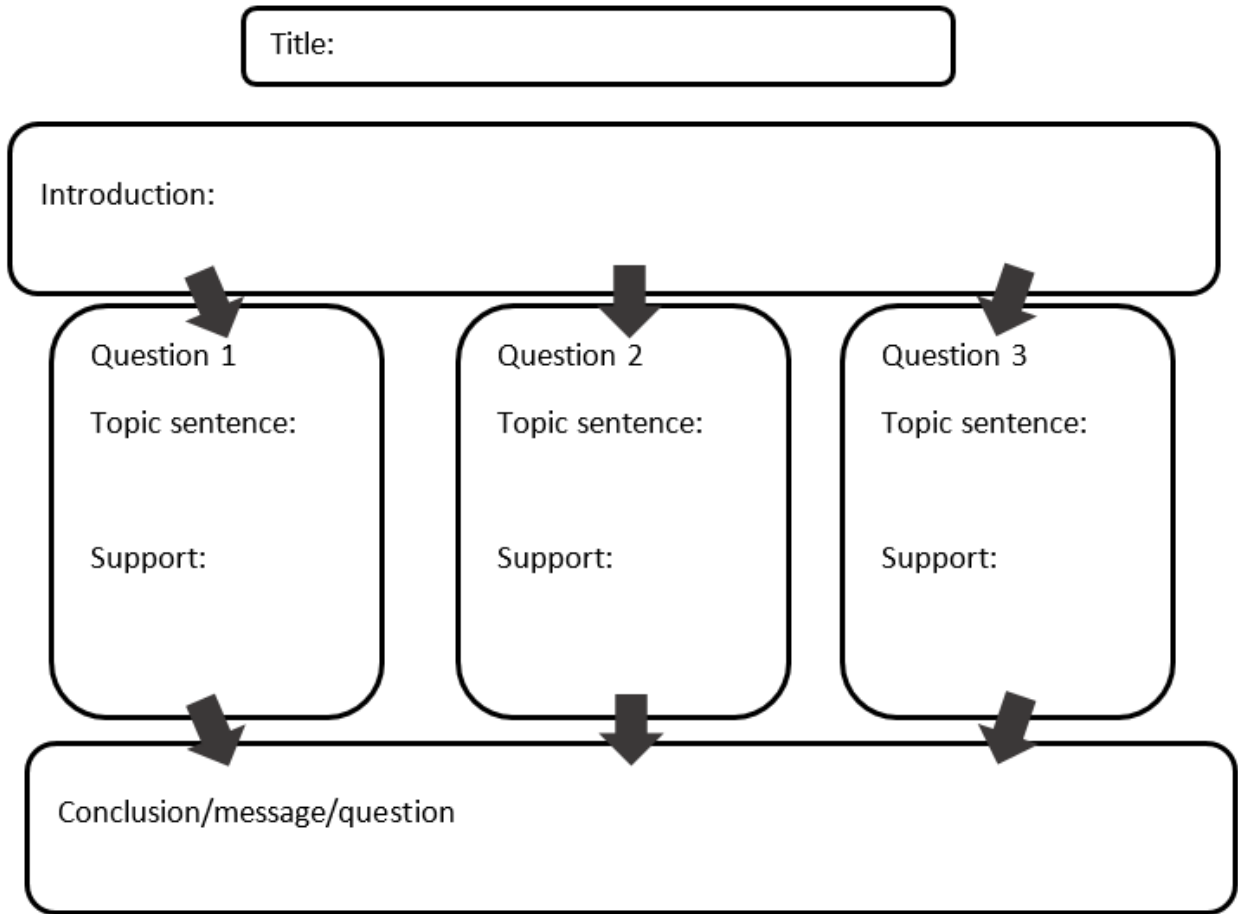 Title:
Introduction:
Question 1
Topic sentence:
Support:
Question 2
Topic sentence:
Support:
Question 3
Topic sentence:
Support:
Conclusion/message/question